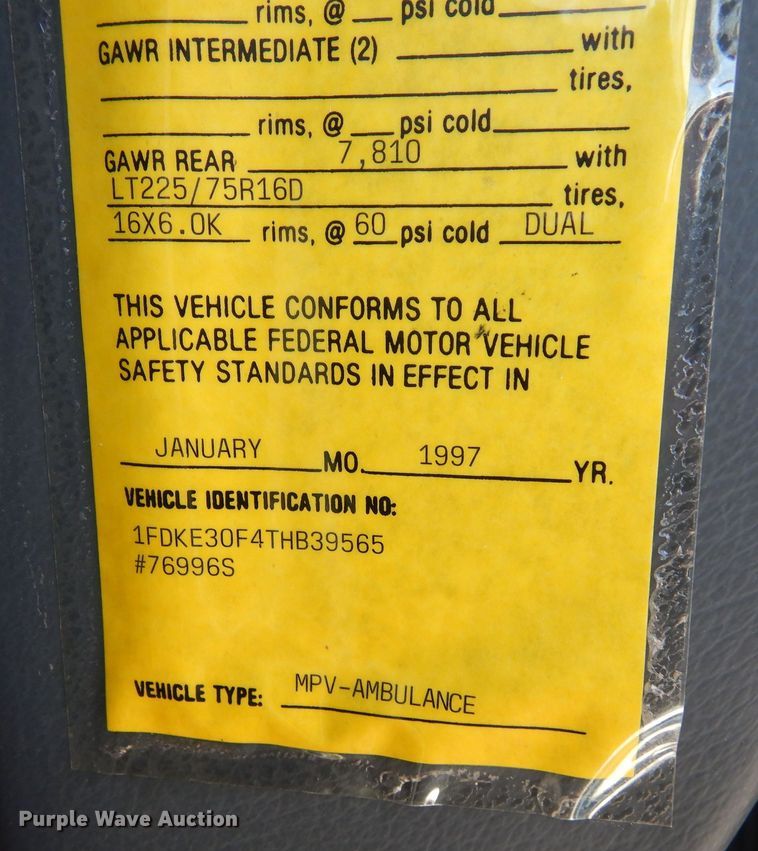 rims, @ psi cold
GAWR INTERMEDIATE (2) with
tires,
rims, @ psi cold
GAWR REAR 7,810 with
LT225/75R16D tires,
16X6.0K rims, @ 60 psi cold DUAL
THIS VEHICLE CONFORMS TO ALL
APPLICABLE FEDERAL MOTOR VEHICLE
SAFETY STANDARDS IN EFFECT IN
JANUARY MO. 1997 YR.
VEHICLE IDENTIFICATION NO:
1FDKE30F4THB39565
#76996S
VEHICLE TYPE: MPV-AMBULANCE
Purple Wave Auction